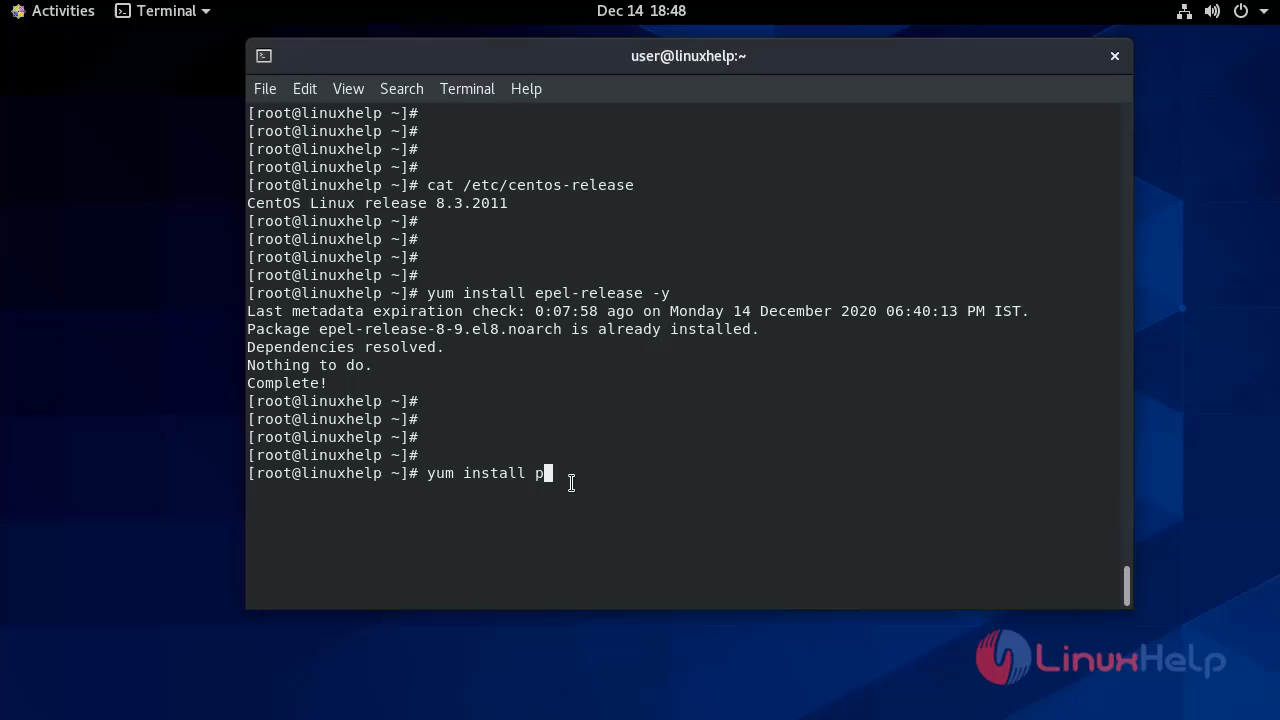 Activities Terminal Dec 14 18:48
user@linuxhelp:~
File Edit View Search Terminal Help
[root@linuxhelp ~]#
[root@linuxhelp ~]#
[root@linuxhelp ~]#
[root@linuxhelp ~]#
[root@linuxhelp ~]# cat /etc/centos-release
CentOS Linux release 8.3.2011
[root@linuxhelp ~]#
[root@linuxhelp ~]#
[root@linuxhelp ~]#
[root@linuxhelp ~]#
[root@linuxhelp ~]# yum install epel-release -y
Last metadata expiration check: 0:07:58 ago on Monday 14 December 2020 06:40:13 PM IST.
Package epel-release-8-9.el8.noarch is already installed.
Dependencies resolved.
Nothing to do.
Complete!
[root@linuxhelp ~]#
[root@linuxhelp ~]#
[root@linuxhelp ~]#
[root@linuxhelp ~]#
[root@linuxhelp ~]# yum install p
LinuxHelp